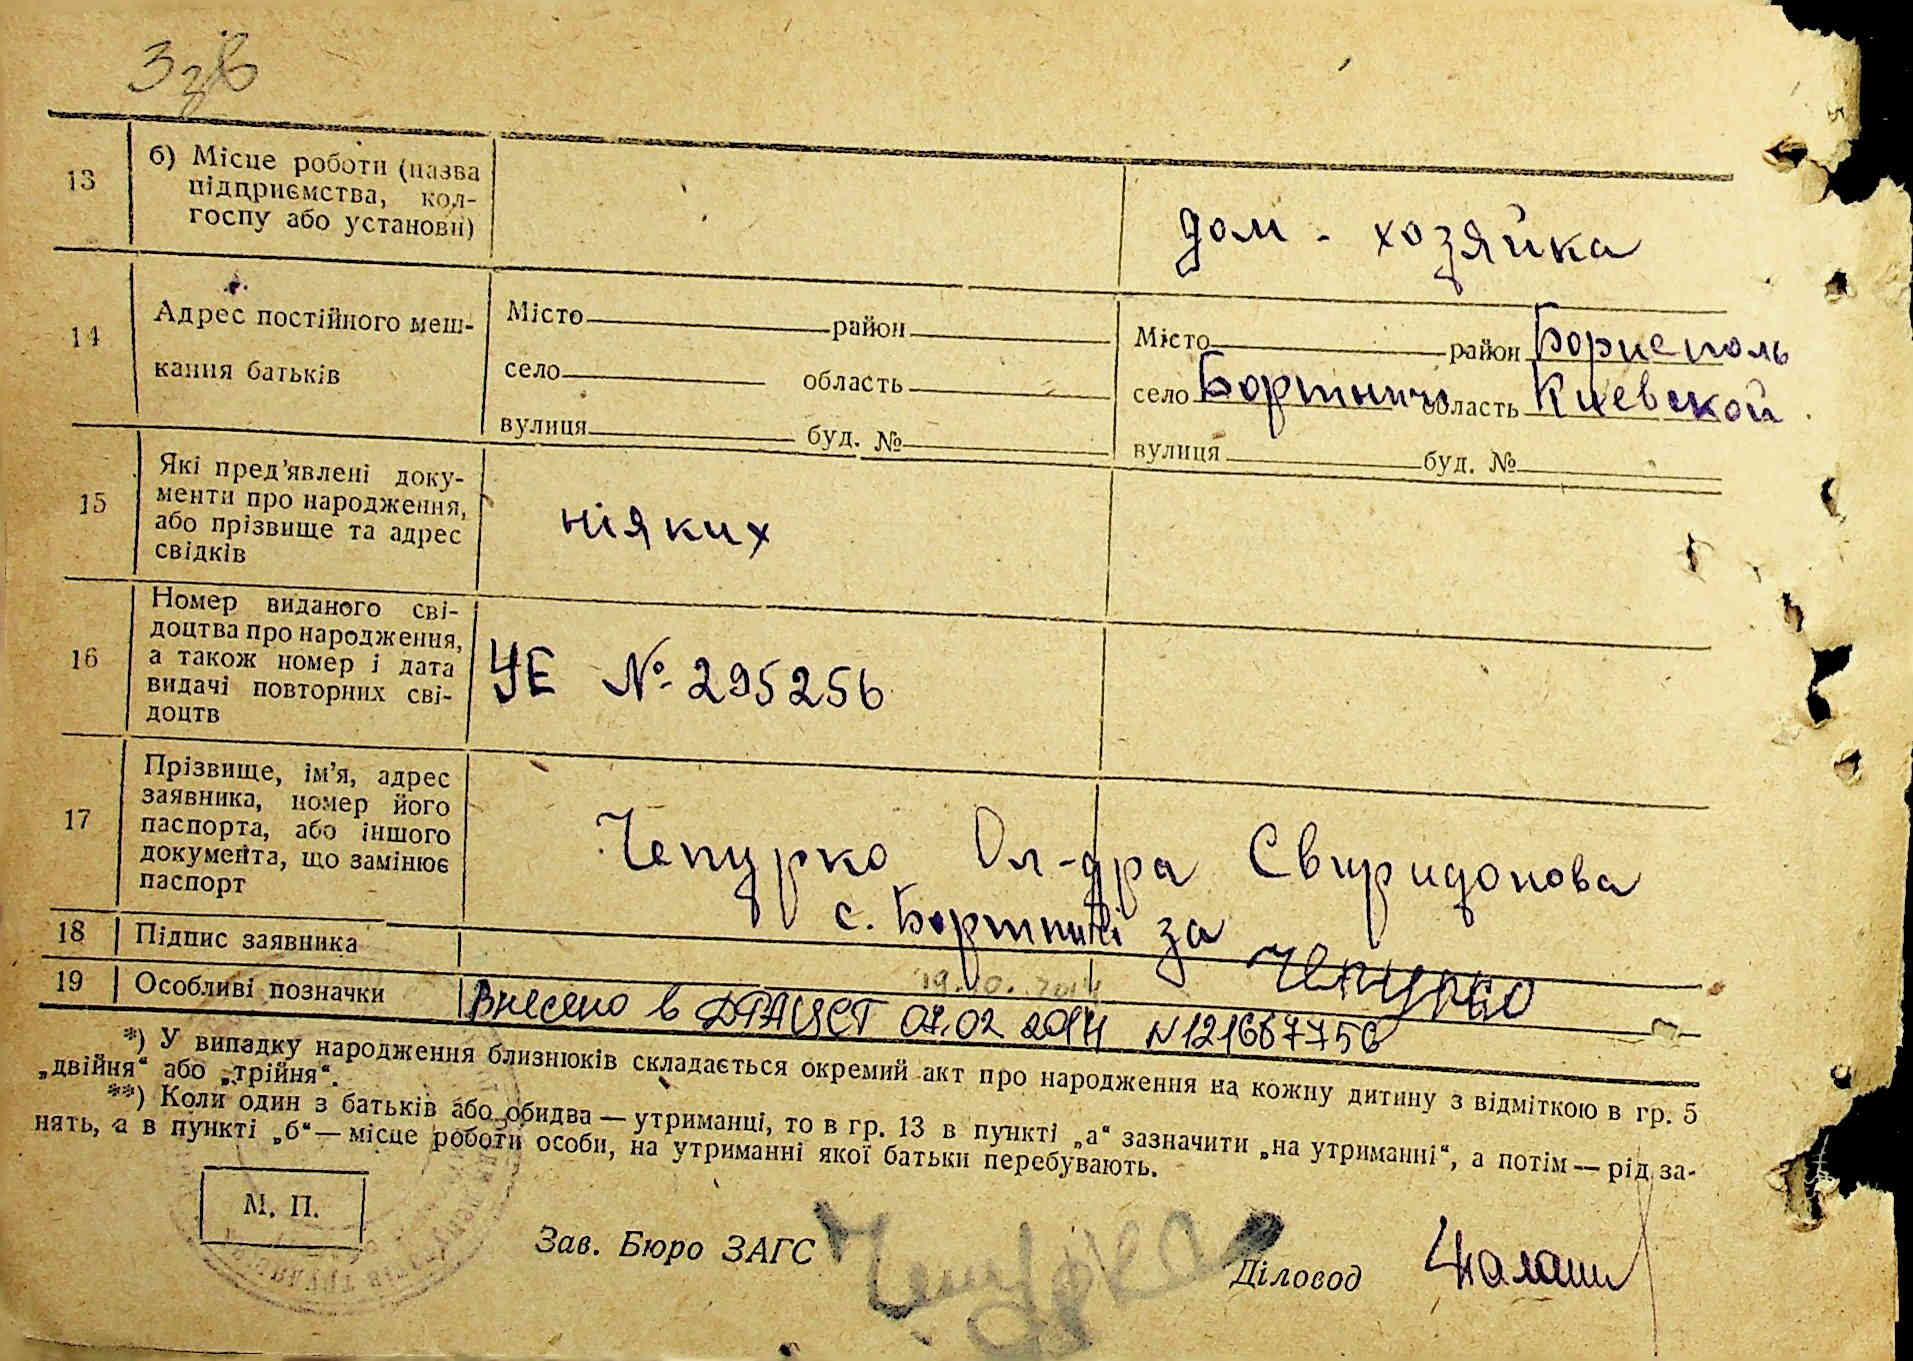 13
б) Місце роботи (назва
підприємства, кол-
госпу або установи)
дом - хозяйка
14
Адрес постійного меш-
кання батьків
Місто район
село область
вулиця буд. №
Місто район Борисполь
село Бортничи область Киевской
вулиця буд. №
15
Які пред'явлені доку-
менти про народження,
або прізвище та адрес
свідків
ніяких
16
Номер виданого сві-
доцтва про народження,
а також номер і дата
видачі повторних сві-
доцтв
УЕ № 295256
17
Прізвище, ім'я, адрес
заявника, номер його
паспорта, або іншого
документа, що замінює
паспорт
Чепурко Ол-дра Свиридонова
с. Бортничі за
18 Підпис заявника
Чепурко
19 Особливі позначки
19.10.2014
Внесено в ДРАЦСТ 07.02 2014 N121667756
*) У випадку народження близнюків складається окремий акт про народження на кожну дитину з відміткою в гр. 5
„двійня“ або „трійня“.
**) Коли один з батьків або обидва — утриманці, то в гр. 13 в пункті „а“ зазначити „на утриманні“, а потім — рід за-
нять, а в пункті „б“ — місце роботи особи, на утриманні якої батьки перебувають.
М. П.
Зав. Бюро ЗАГС Чепурко
Діловод